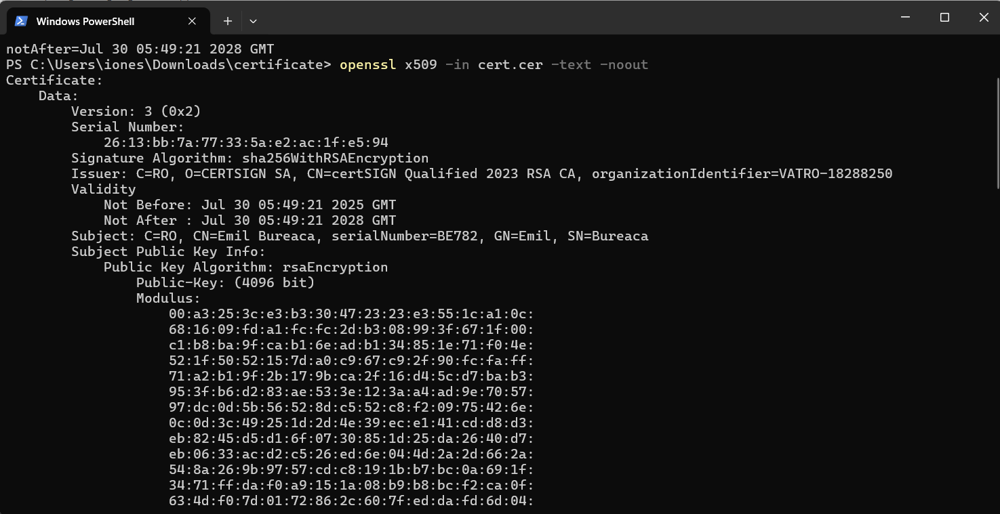 Windows PowerShell
notAfter=Jul 30 05:49:21 2028 GMT
PS C:\Users\iones\Downloads\certificate> openssl x509 -in cert.cer -text -noout
Certificate:
    Data:
        Version: 3 (0x2)
        Serial Number:
            26:13:bb:7a:77:33:5a:e2:ac:1f:e5:94
        Signature Algorithm: sha256WithRSAEncryption
        Issuer: C=RO, O=CERTSIGN SA, CN=certSIGN Qualified 2023 RSA CA, organizationIdentifier=VATRO-18288250
        Validity
            Not Before: Jul 30 05:49:21 2025 GMT
            Not After : Jul 30 05:49:21 2028 GMT
        Subject: C=RO, CN=Emil Bureaca, serialNumber=BE782, GN=Emil, SN=Bureaca
        Subject Public Key Info:
            Public Key Algorithm: rsaEncryption
                Public-Key: (4096 bit)
                Modulus:
                    00:a3:25:3c:e3:b3:30:47:23:23:e3:55:1c:a1:0c:
                    68:16:09:fd:a1:fc:fc:2d:b3:08:99:3f:67:1f:00:
                    c1:b8:ba:9f:ca:b1:6e:ad:b1:34:85:1e:71:f0:4e:
                    52:1f:50:52:15:7d:a0:c9:67:c9:2f:90:fc:fa:ff:
                    71:a2:b1:9f:2b:17:9b:ca:2f:16:d4:5c:d7:ba:b3:
                    95:3f:b6:d2:83:ae:53:3e:12:3a:a4:ad:9e:70:57:
                    97:dc:0d:5b:56:52:8d:c5:52:c8:f2:09:75:42:6e:
                    0c:0d:3c:49:25:1d:2d:4e:39:ec:e1:41:cd:d8:d3:
                    eb:82:45:d5:d1:6f:07:30:85:1d:25:da:26:40:d7:
                    eb:06:33:ac:d2:c5:26:ed:6e:04:4d:2a:2d:66:2a:
                    54:8a:26:9b:97:57:cd:c8:19:1b:b7:bc:0a:69:1f:
                    34:71:ff:da:f0:a9:15:1a:08:b9:b8:bc:f2:ca:0f:
                    63:4d:f0:7d:01:72:86:2c:60:7f:ed:da:fd:6d:04: